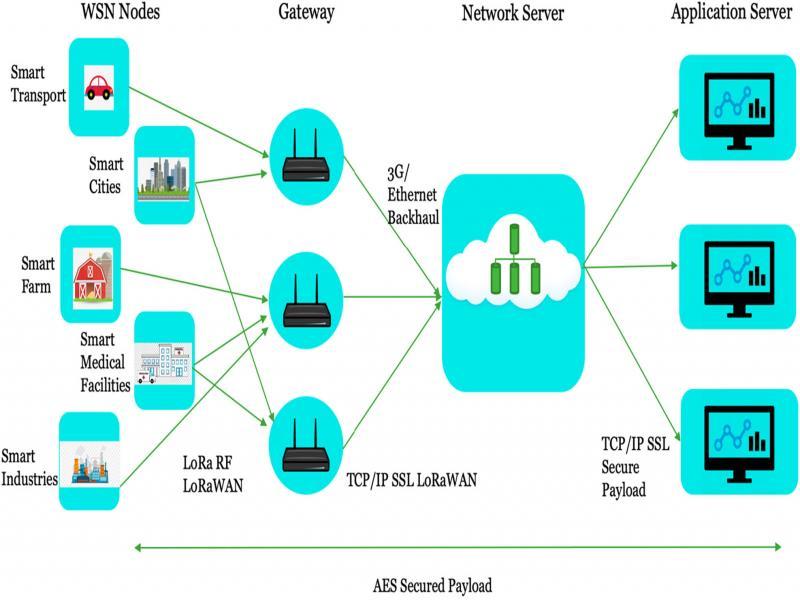 WSN Nodes
Gateway
Network Server
Application Server
Smart
Transport
Smart
Cities
3G/
Ethernet
Backhaul
Smart
Farm
Smart
Medical
Facilities
Smart
Industries
LoRa RF
LoRaWAN
TCP/IP SSL LoRaWAN
TCP/IP SSL
Secure
Payload
AES Secured Payload